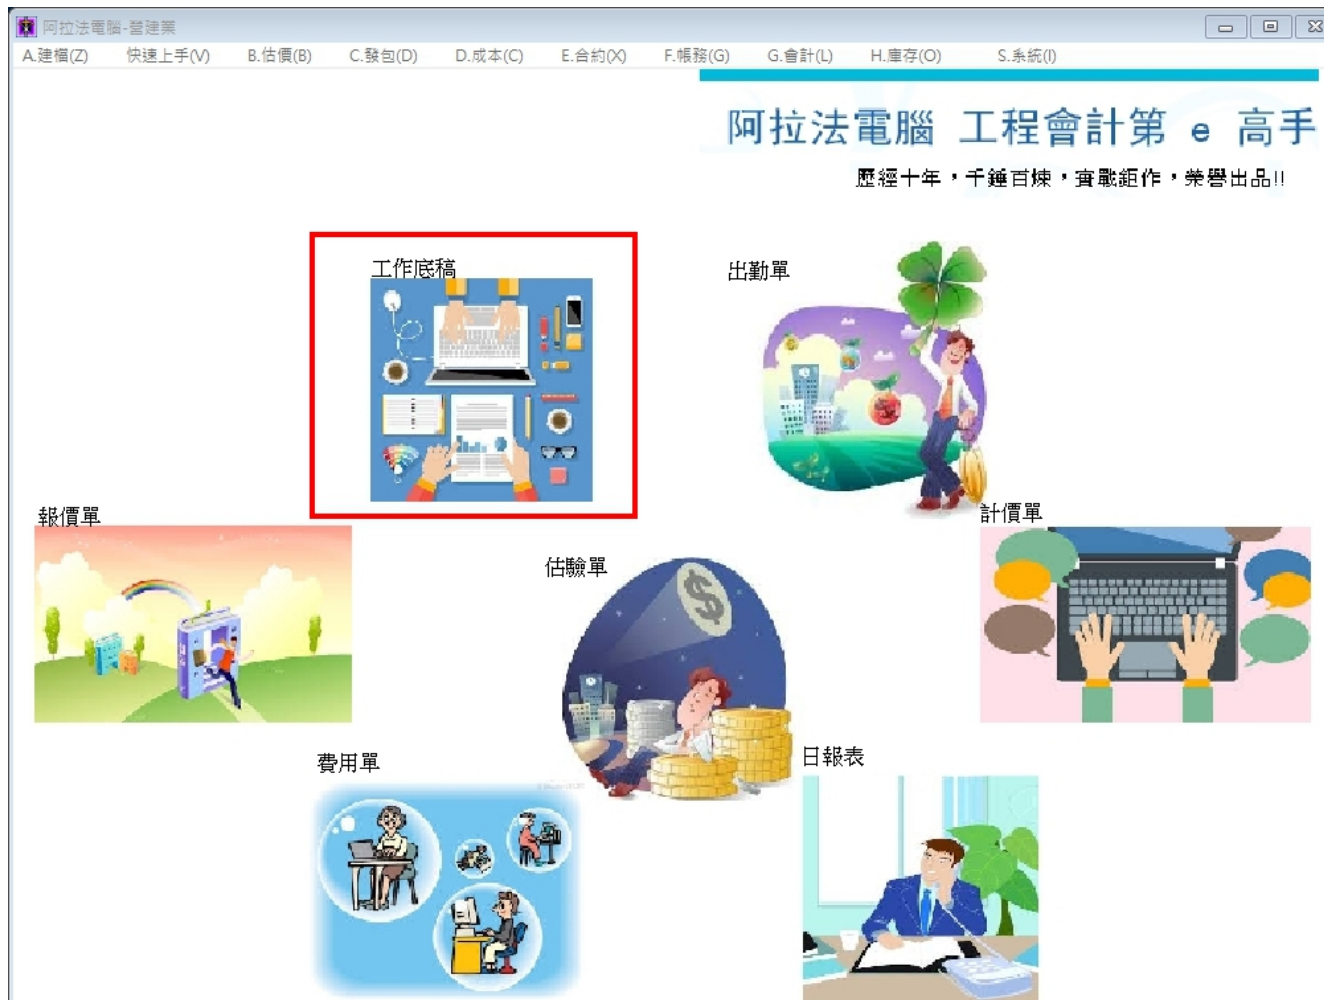 阿拉法電腦-營建業
A.建檔(Z) 快速上手(V) B.估價(B) C.發包(D) D.成本(C) E.合約(X) F.帳務(G) G.會計(L) H.庫存(O) S.系統(I)
阿拉法電腦 工程會計第 e 高手
歷經十年，千錘百煉，實戰鉅作，榮譽出品!!
工作底稿
出勤單
報價單
計價單
估驗單
費用單
日報表